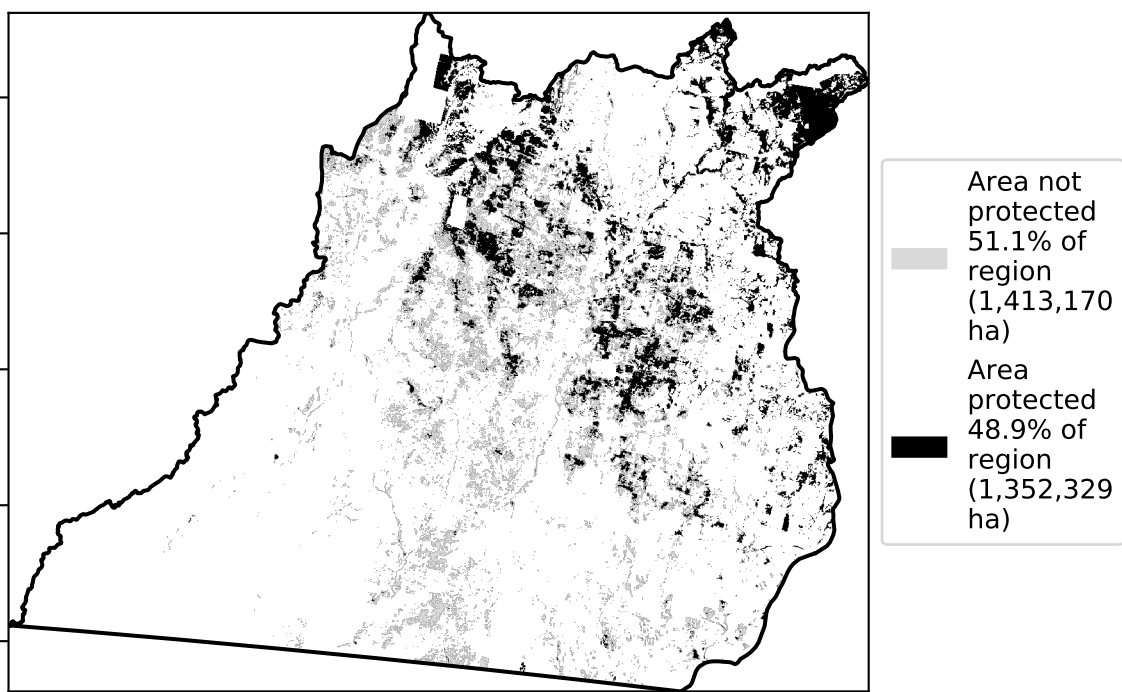 Area not
protected
51.1% of
region
(1,413,170
ha)
Area
protected
48.9% of
region
(1,352,329
ha)